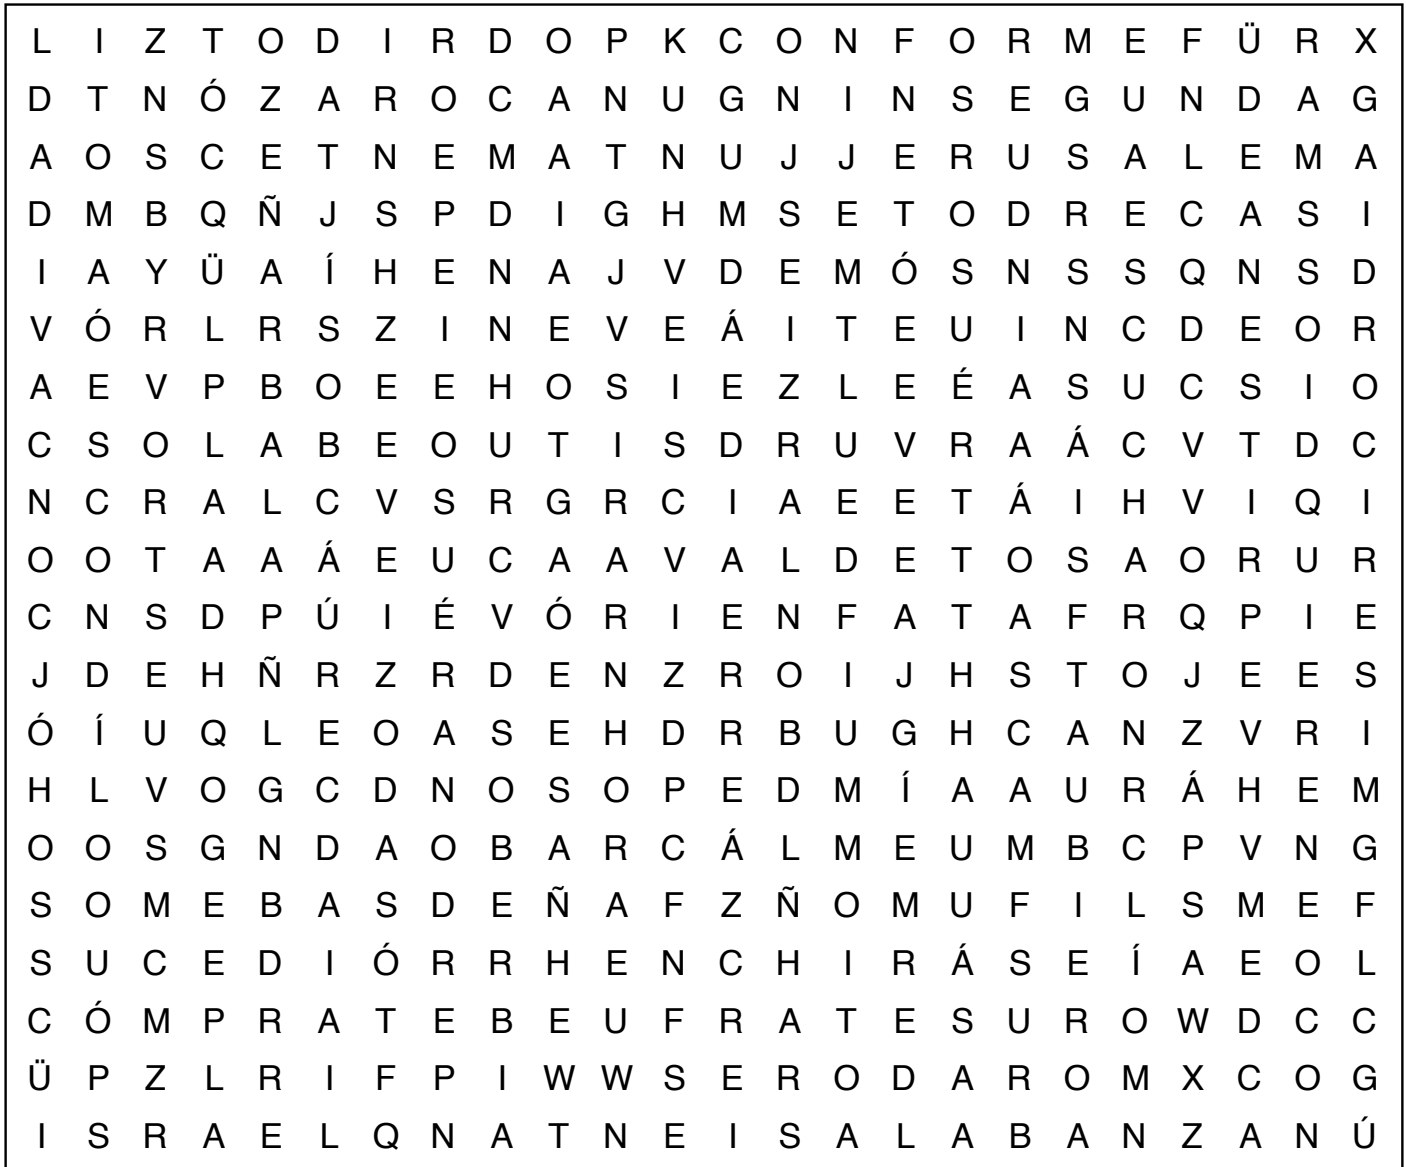 L I Z T O D I R D O P K C O N F O R M E F Ü R X
D T N Ó Z A R O C A N U G N I N S E G U N D A G
A O S C E T N E M A T N U J J E R U S A L E M A
D M B Q Ñ J S P D I G H M S E T O D R E C A S I
I A Y Ü A Í H E N A J V D E M Ó S N S S Q N S D
V Ó R L R S Z I N E V E Á I T E U I N C D E O R
A E V P B O E E H O S I E Z L E É A S U C S I O
C S O L A B E O U T I S D R U V R A Á C V T D C
N C R A L C V S R G R C I A E E T Á I H V I Q I
O O T A A Á E U C A A V A L D E T O S A O R U R
C N S D P Ú I É V Ó R I E N F A T A F R Q P I E
J D E H Ñ R Z R D E N Z R O I J H S T O J E E S
Ó Í U Q L E O A S E H D R B U G H C A N Z V R I
H L V O G C D N O S O P E D M Í A A U R Á H E M
O O S G N D A O B A R C Á L M E U M B C P V N G
S O M E B A S D E Ñ A F Z Ñ O M U F I L S M E F
S U C E D I Ó R R H E N C H I R Á S E Í A E O L
C Ó M P R A T E B E U F R A T E S U R O W D C C
Ü P Z L R I F P I W W S E R O D A R O M X C O G
I S R A E L Q N A T N E I S A L A B A N Z A N Ú